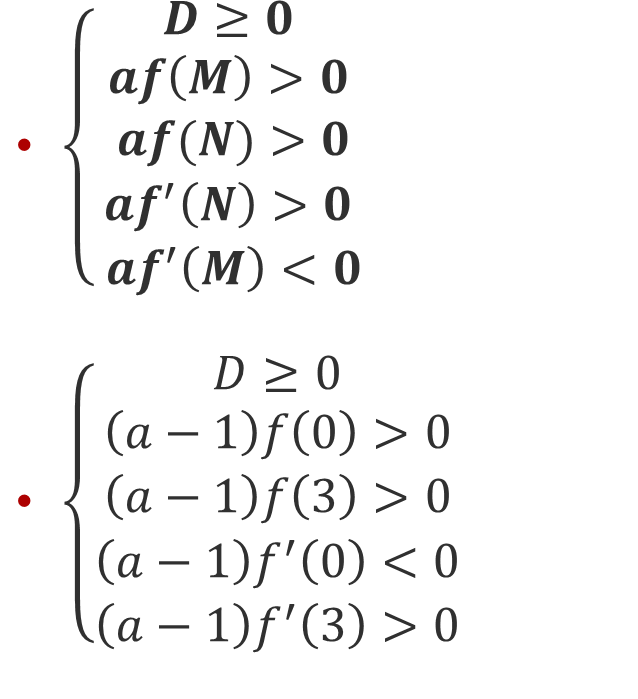 D ≥ 0
af(M) > 0
af(N) > 0
af′(N) > 0
af′(M) < 0
D ≥ 0
(a − 1)f(0) > 0
(a − 1)f(3) > 0
(a − 1)f′(0) < 0
(a − 1)f′(3) > 0